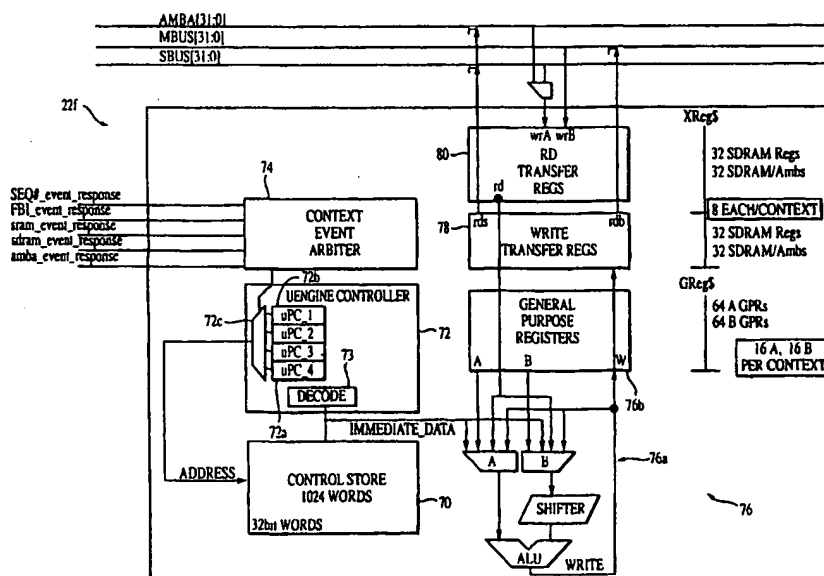 AMBA[31:0]
MBUS[31:0]
SBUS[31:0]
22f
XReg$
wrA wrB
80
RD
TRANSFER
REGS
rd
32 SDRAM Regs
32 SDRAM/Ambs
8 EACH/CONTEXT
74
SEQ#_event_response
FBI_event_response
sram_event_response
sdram_event_response
amba_event_response
CONTEXT
EVENT
ARBITER
78
rds
rdb
WRITE
TRANSFER REGS
32 SDRAM Regs
32 SDRAM/Ambs
GReg$
72b
UENGINE CONTROLLER
72c
uPC_1
uPC_2
uPC_3
uPC_4
72
73
DECODE
72a
GENERAL
PURPOSE
REGISTERS
A
B
W
64 A GPRs
64 B GPRs
16 A, 16 B
PER CONTEXT
76b
IMMEDIATE_DATA
ADDRESS
CONTROL STORE
1024 WORDS
70
32bit WORDS
A
B
76a
SHIFTER
76
ALU
WRITE